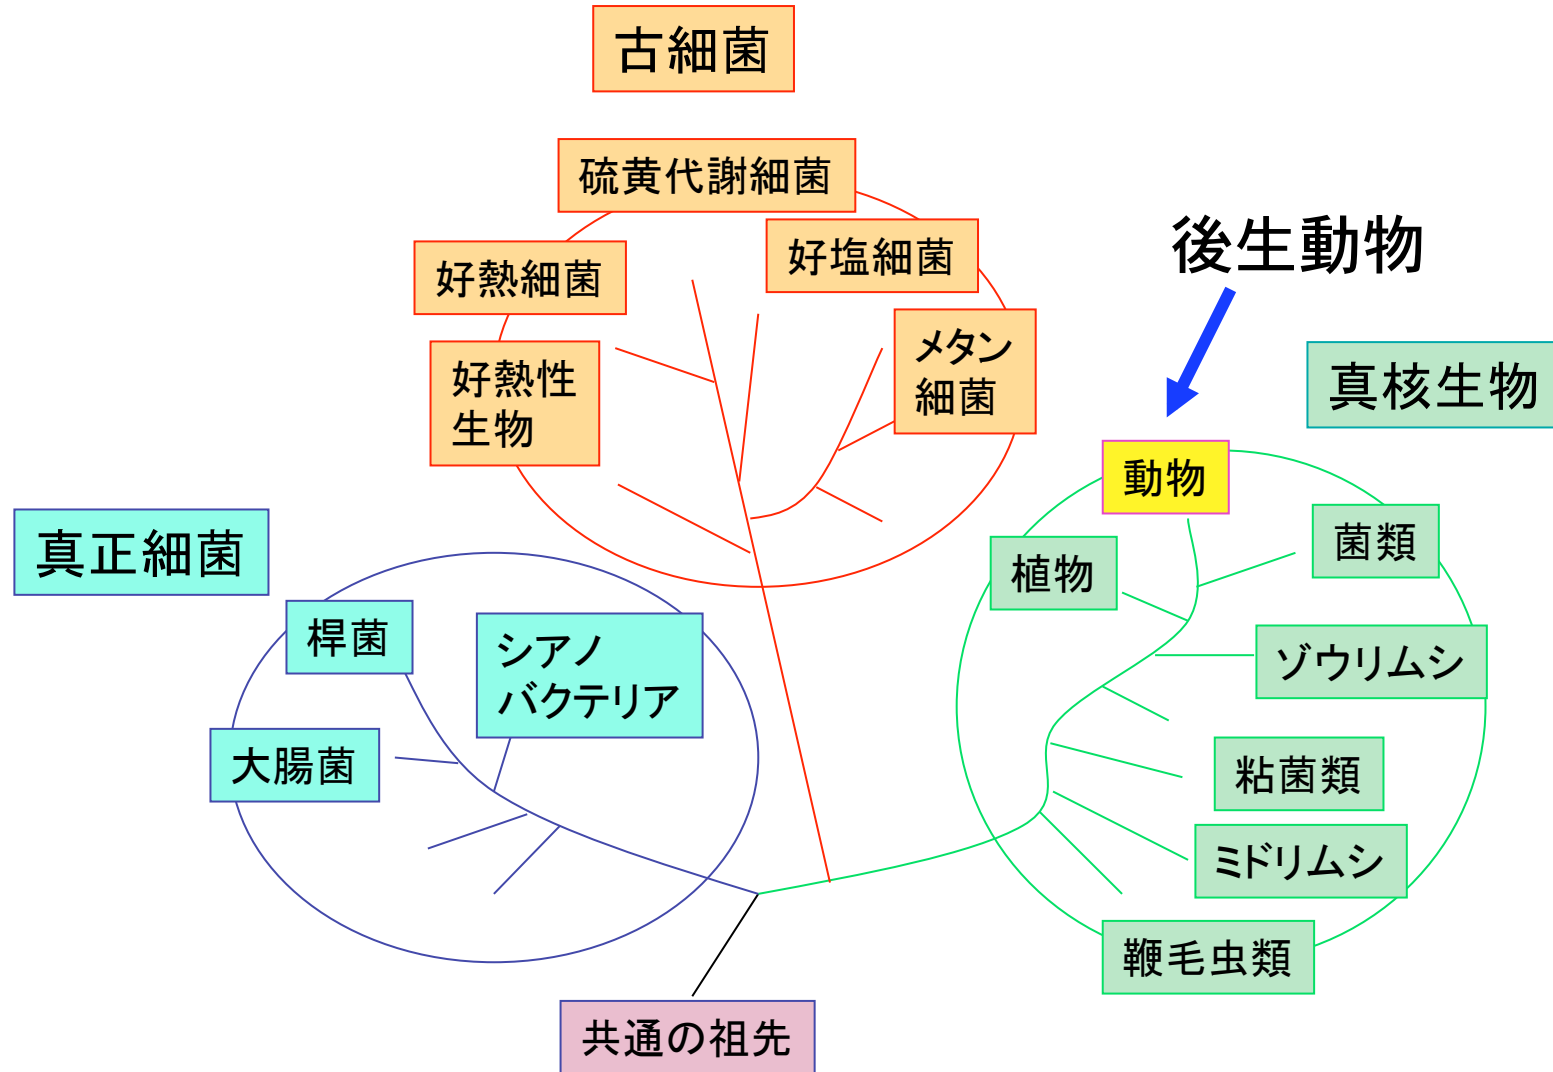 古細菌
硫黄代謝細菌
好塩細菌
後生動物
好熱細菌
メタン
細菌
好熱性
生物
真核生物
動物
菌類
植物
真正細菌
桿菌
シアノ
バクテリア
ゾウリムシ
大腸菌
粘菌類
ミドリムシ
鞭毛虫類
共通の祖先